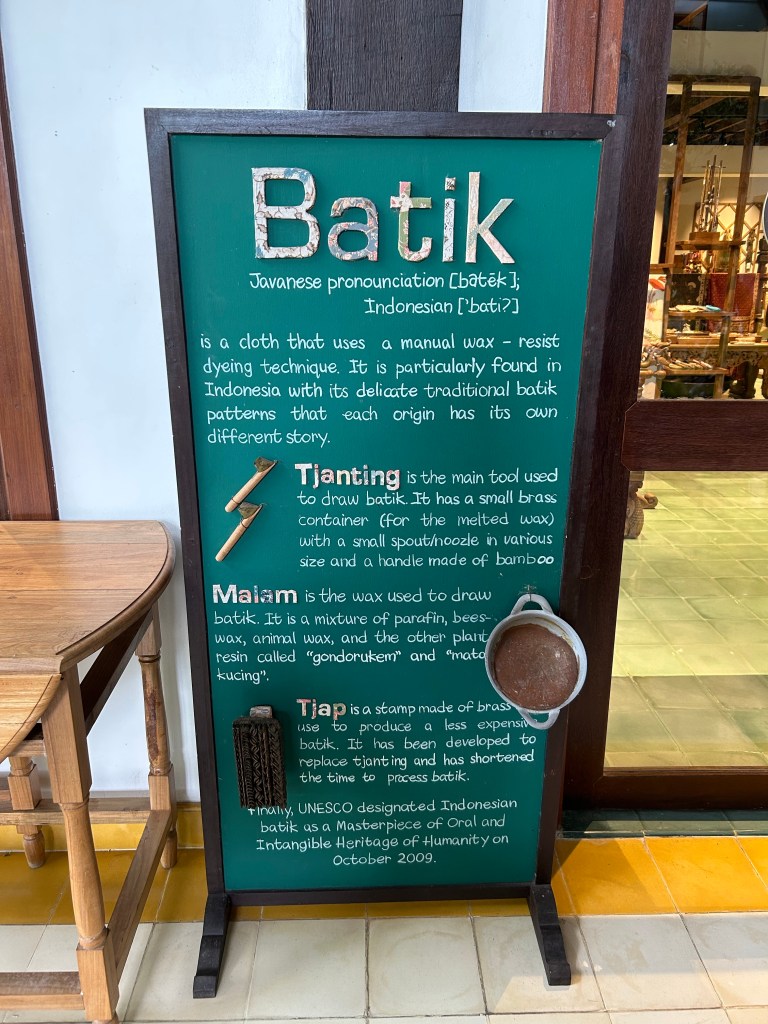 Batik
Javanese pronounciation [batēk];
Indonesian ['bati?]
is a cloth that uses a manual wax - resist
dyeing technique. It is particularly found in
Indonesia with its delicate traditional batik
patterns that each origin has its own
different story.
Tjanting is the main tool used
to draw batik. It has a small brass
container (for the melted wax)
with a small spout/noozle in various
size and a handle made of bamboo
Malam is the wax used to draw
batik. It is a mixture of parafin, bees-
wax, animal wax, and the other plant
resin called "gondorukem" and "mata
kucing".
Tjap is a stamp made of brass
use to produce a less expensive
batik. It has been developed to
replace tjanting and has shortened
the time to process batik.
Finally, UNESCO designated Indonesian
batik as a Masterpiece of Oral and
Intangible Heritage of Humanity on
October 2009.